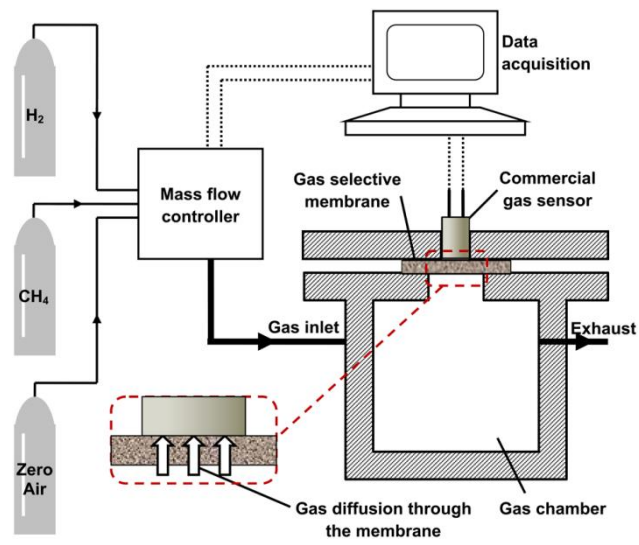 Data
acquisition
H₂
Mass flow
controller
Gas selective
membrane
Commercial
gas sensor
CH₄
Gas inlet
Exhaust
Zero
Air
Gas diffusion through
the membrane
Gas chamber